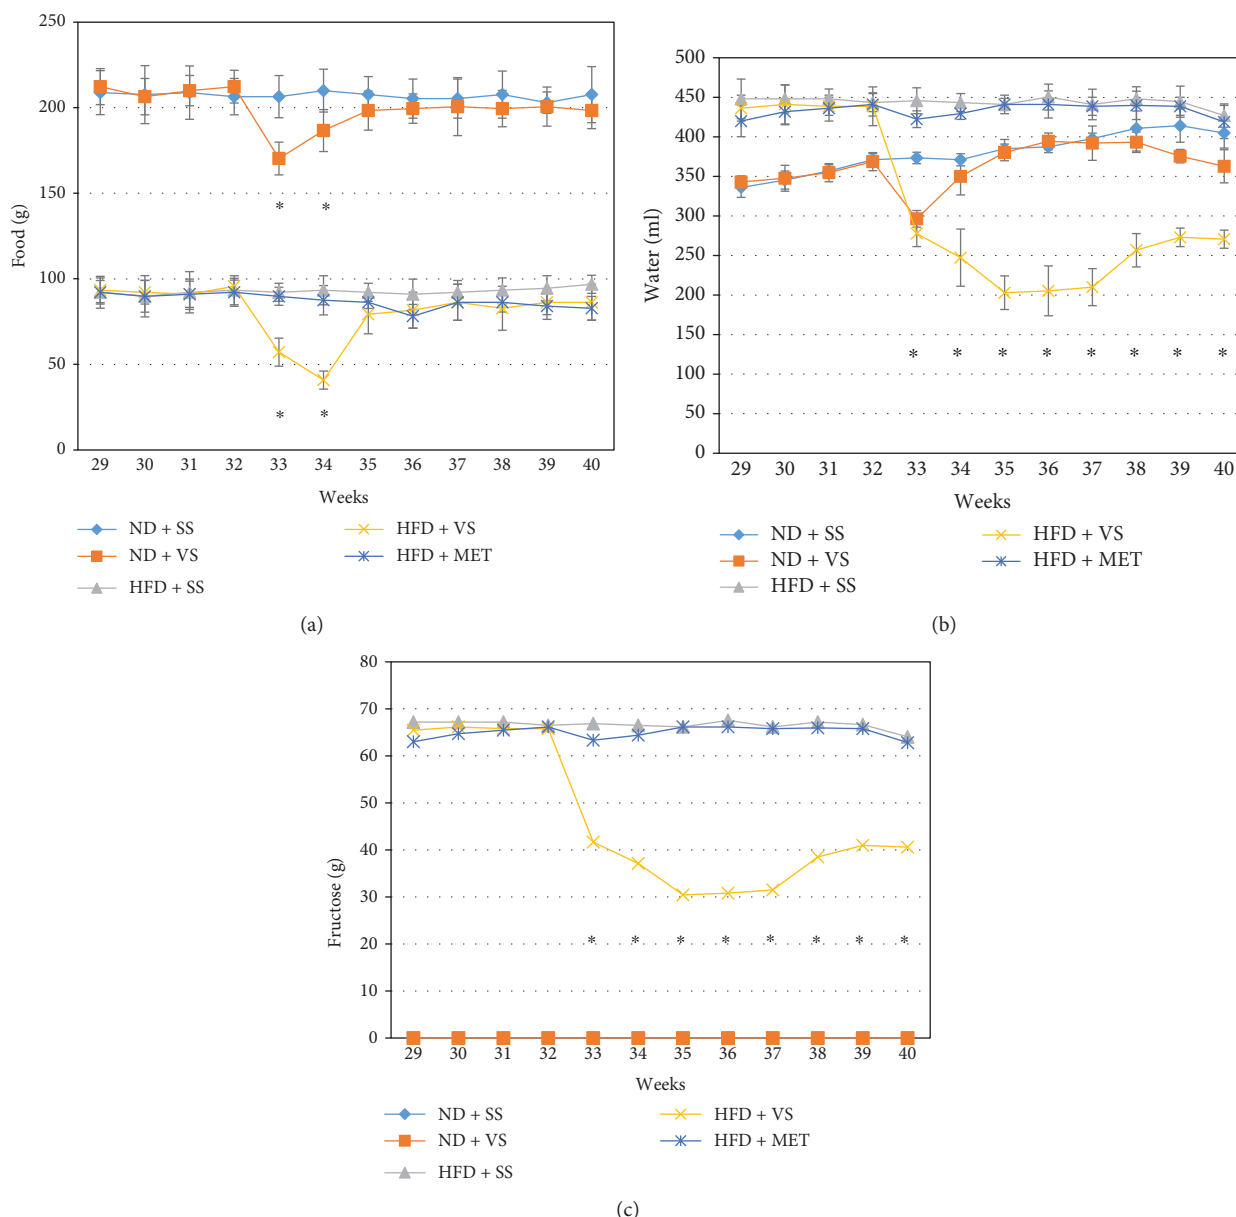 250
200
150
100
50
0
Food (g)
* *
* *
29 30 31 32 33 34 35 36 37 38 39 40
Weeks
ND + SS
ND + VS
HFD + SS
HFD + VS
HFD + MET
(a)
500
450
400
350
300
250
200
150
400
50
0
Water (ml)
* * * * * * * *
29 30 31 32 33 34 35 36 37 38 39 40
Weeks
ND + SS
ND + VS
HFD + SS
HFD + VS
HFD + MET
(b)
80
70
60
50
40
30
20
10
0
Fructose (g)
* * * * * * * *
29 30 31 32 33 34 35 36 37 38 39 40
Weeks
ND + SS
ND + VS
HFD + SS
HFD + VS
HFD + MET
(c)